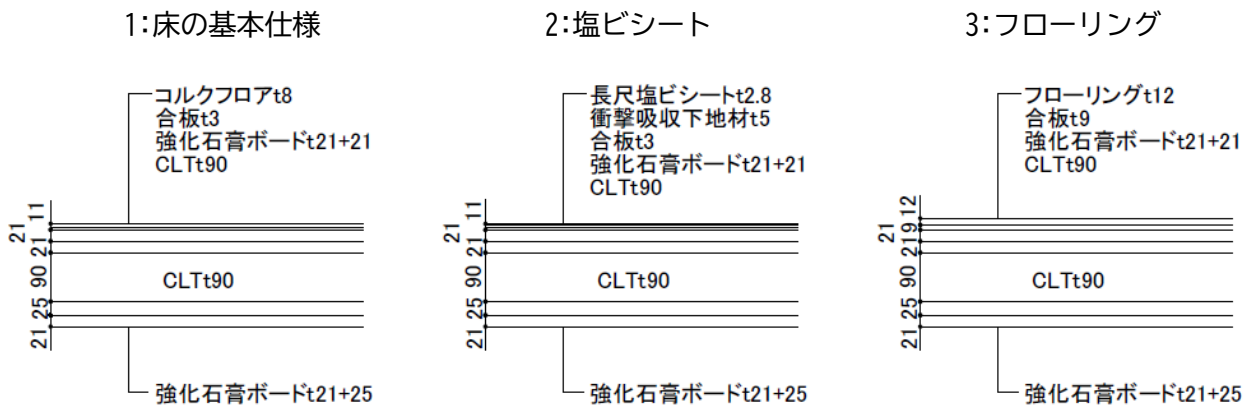 1：床の基本仕様
コルクフロアt8
合板t3
強化石膏ボードt21+21
CLTt90
11
21
21
90
25
21
CLTt90
強化石膏ボードt21+25
2：塩ビシート
長尺塩ビシートt2.8
衝撃吸収下地材t5
合板t3
強化石膏ボードt21+21
CLTt90
11
21
21
90
25
21
CLTt90
強化石膏ボードt21+25
3：フローリング
フローリングt12
合板t9
強化石膏ボードt21+21
CLTt90
12
9
21
21
90
25
21
CLTt90
強化石膏ボードt21+25